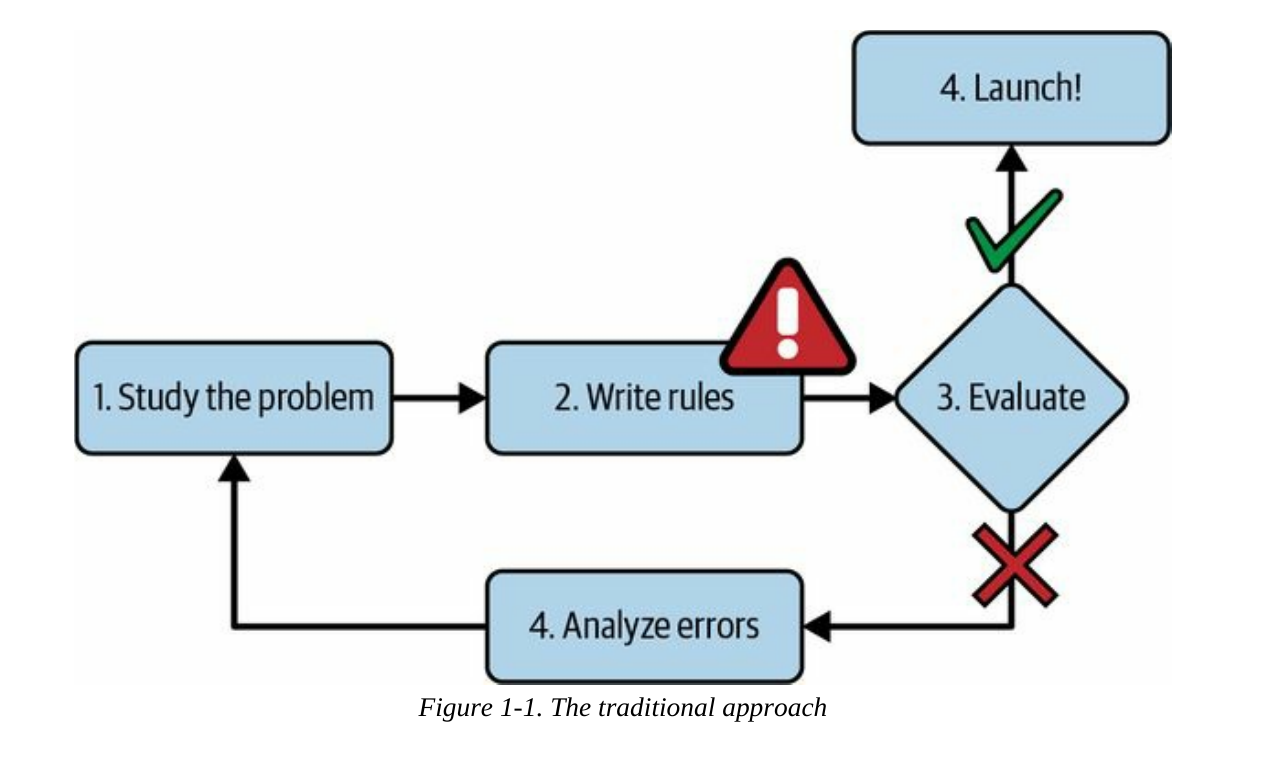 4. Launch!
1. Study the problem
2. Write rules
3. Evaluate
4. Analyze errors
Figure 1-1. The traditional approach